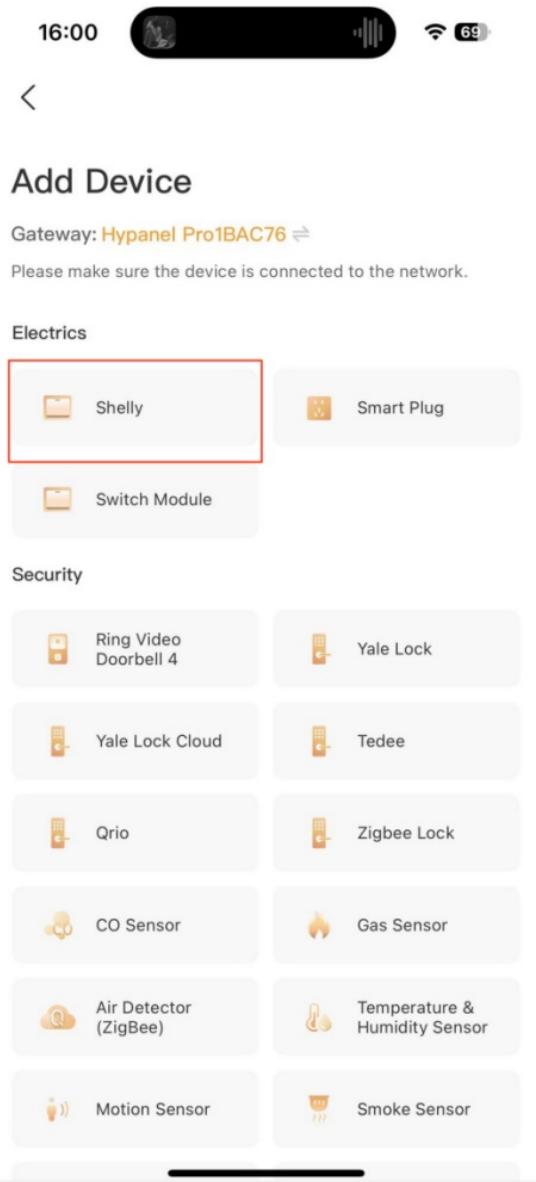 16:00
69
Add Device
Gateway: Hypanel Pro1BAC76
Please make sure the device is connected to the network.
Electrics
Shelly
Smart Plug
Switch Module
Security
Ring Video
Doorbell 4
Yale Lock
Yale Lock Cloud
Tedee
Qrio
Zigbee Lock
CO Sensor
Gas Sensor
Air Detector
(ZigBee)
Temperature &
Humidity Sensor
Motion Sensor
Smoke Sensor